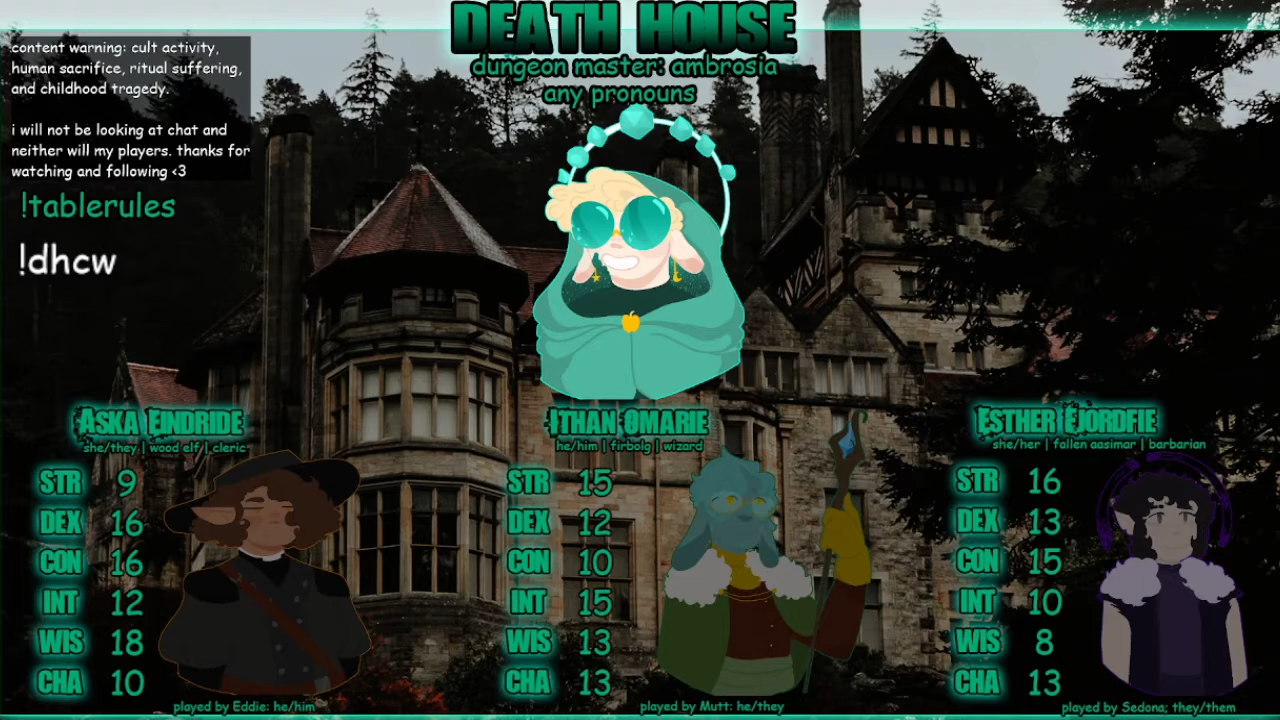 DEATH HOUSE
dungeon master: ambrosia
any pronouns
content warning: cult activity,
human sacrifice, ritual suffering,
and childhood tragedy.
i will not be looking at chat and
neither will my players. thanks for
watching and following <3
!tablerules
!dhcw
ASKA EINDRIDE
she/they | wood elf | cleric
STR 9
DEX 16
CON 16
INT 12
WIS 18
CHA 10
played by Eddie: he/him
ITHAN OMARIE
he/him | firbolg | wizard
STR 15
DEX 12
CON 10
INT 15
WIS 13
CHA 13
played by Mutt: he/they
ESTHER EJORDFIE
she/her | fallen aasimar | barbarian
STR 16
DEX 13
CON 15
INT 10
WIS 8
CHA 13
played by Sedona; they/them